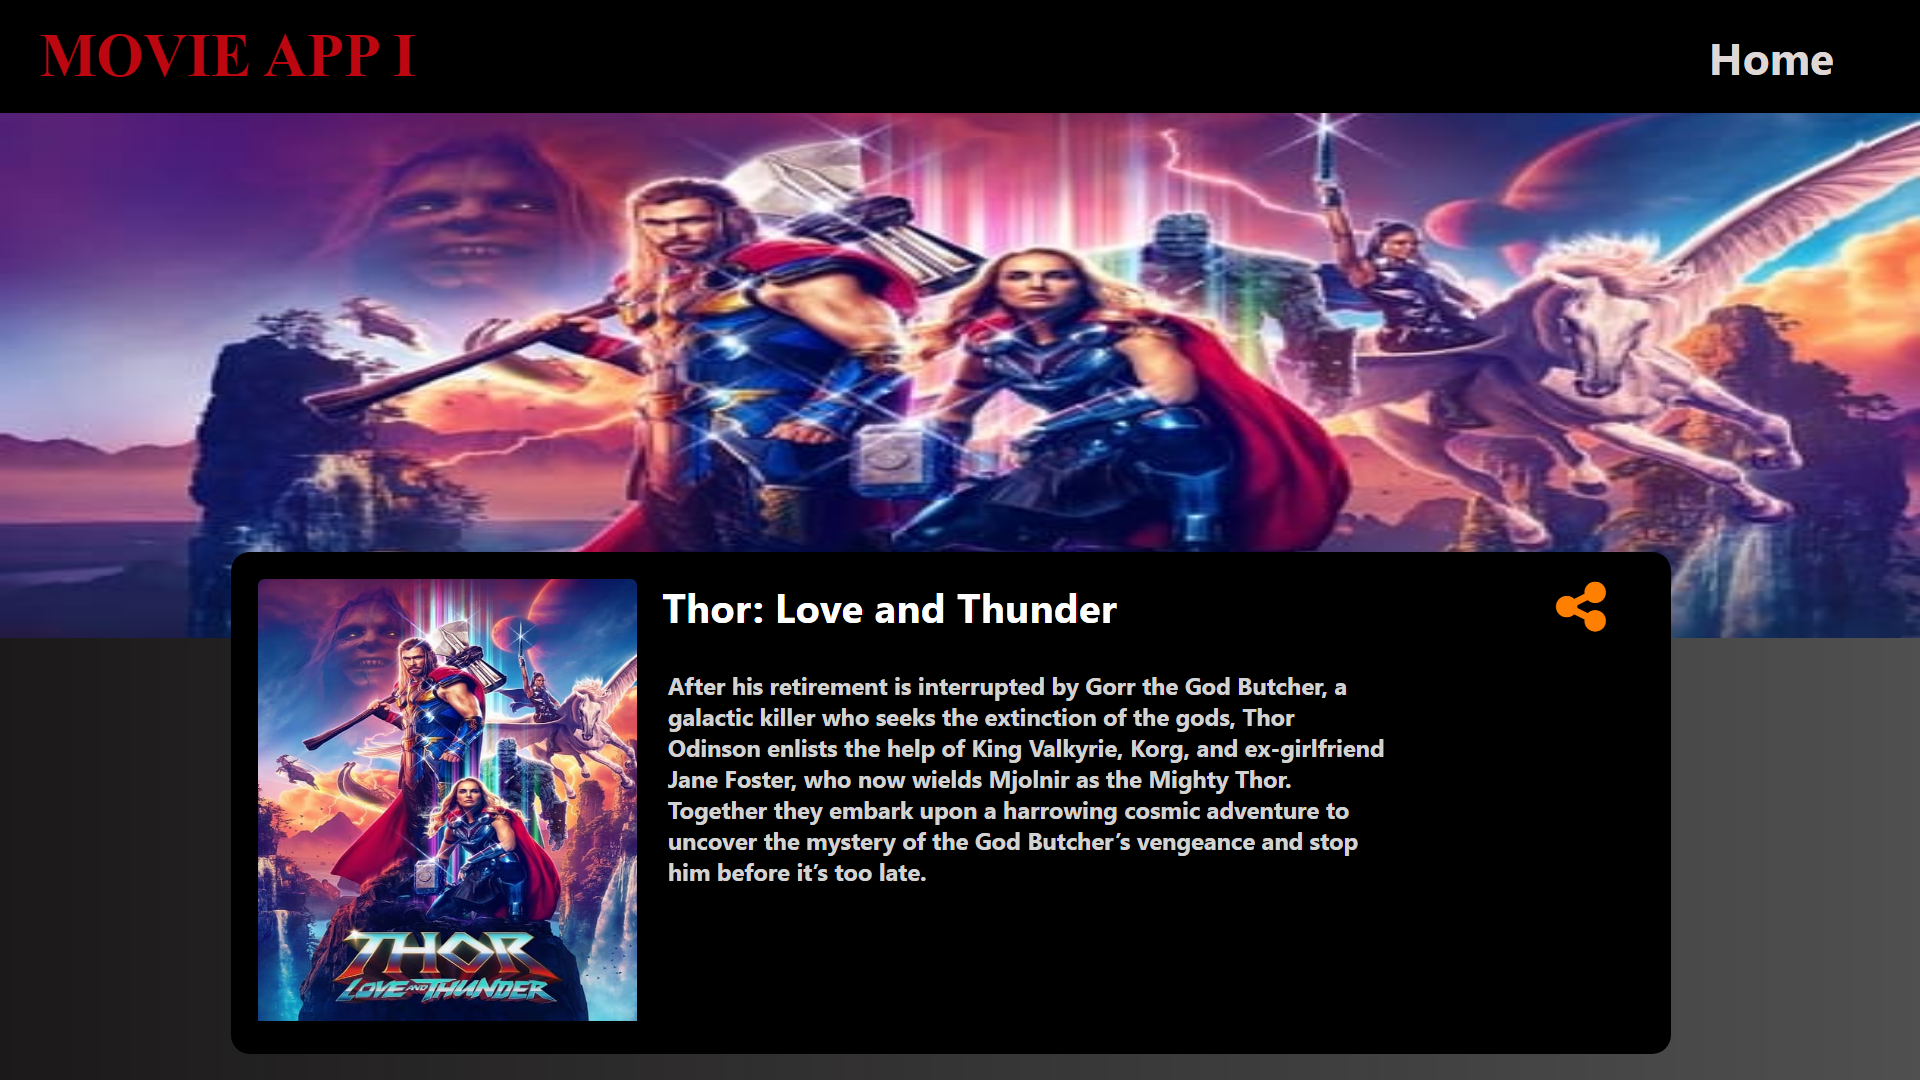 MOVIE APP I
Home
Thor: Love and Thunder
After his retirement is interrupted by Gorr the God Butcher, a
galactic killer who seeks the extinction of the gods, Thor
Odinson enlists the help of King Valkyrie, Korg, and ex-girlfriend
Jane Foster, who now wields Mjolnir as the Mighty Thor.
Together they embark upon a harrowing cosmic adventure to
uncover the mystery of the God Butcher’s vengeance and stop
him before it’s too late.
THOR
LOVE AND THUNDER